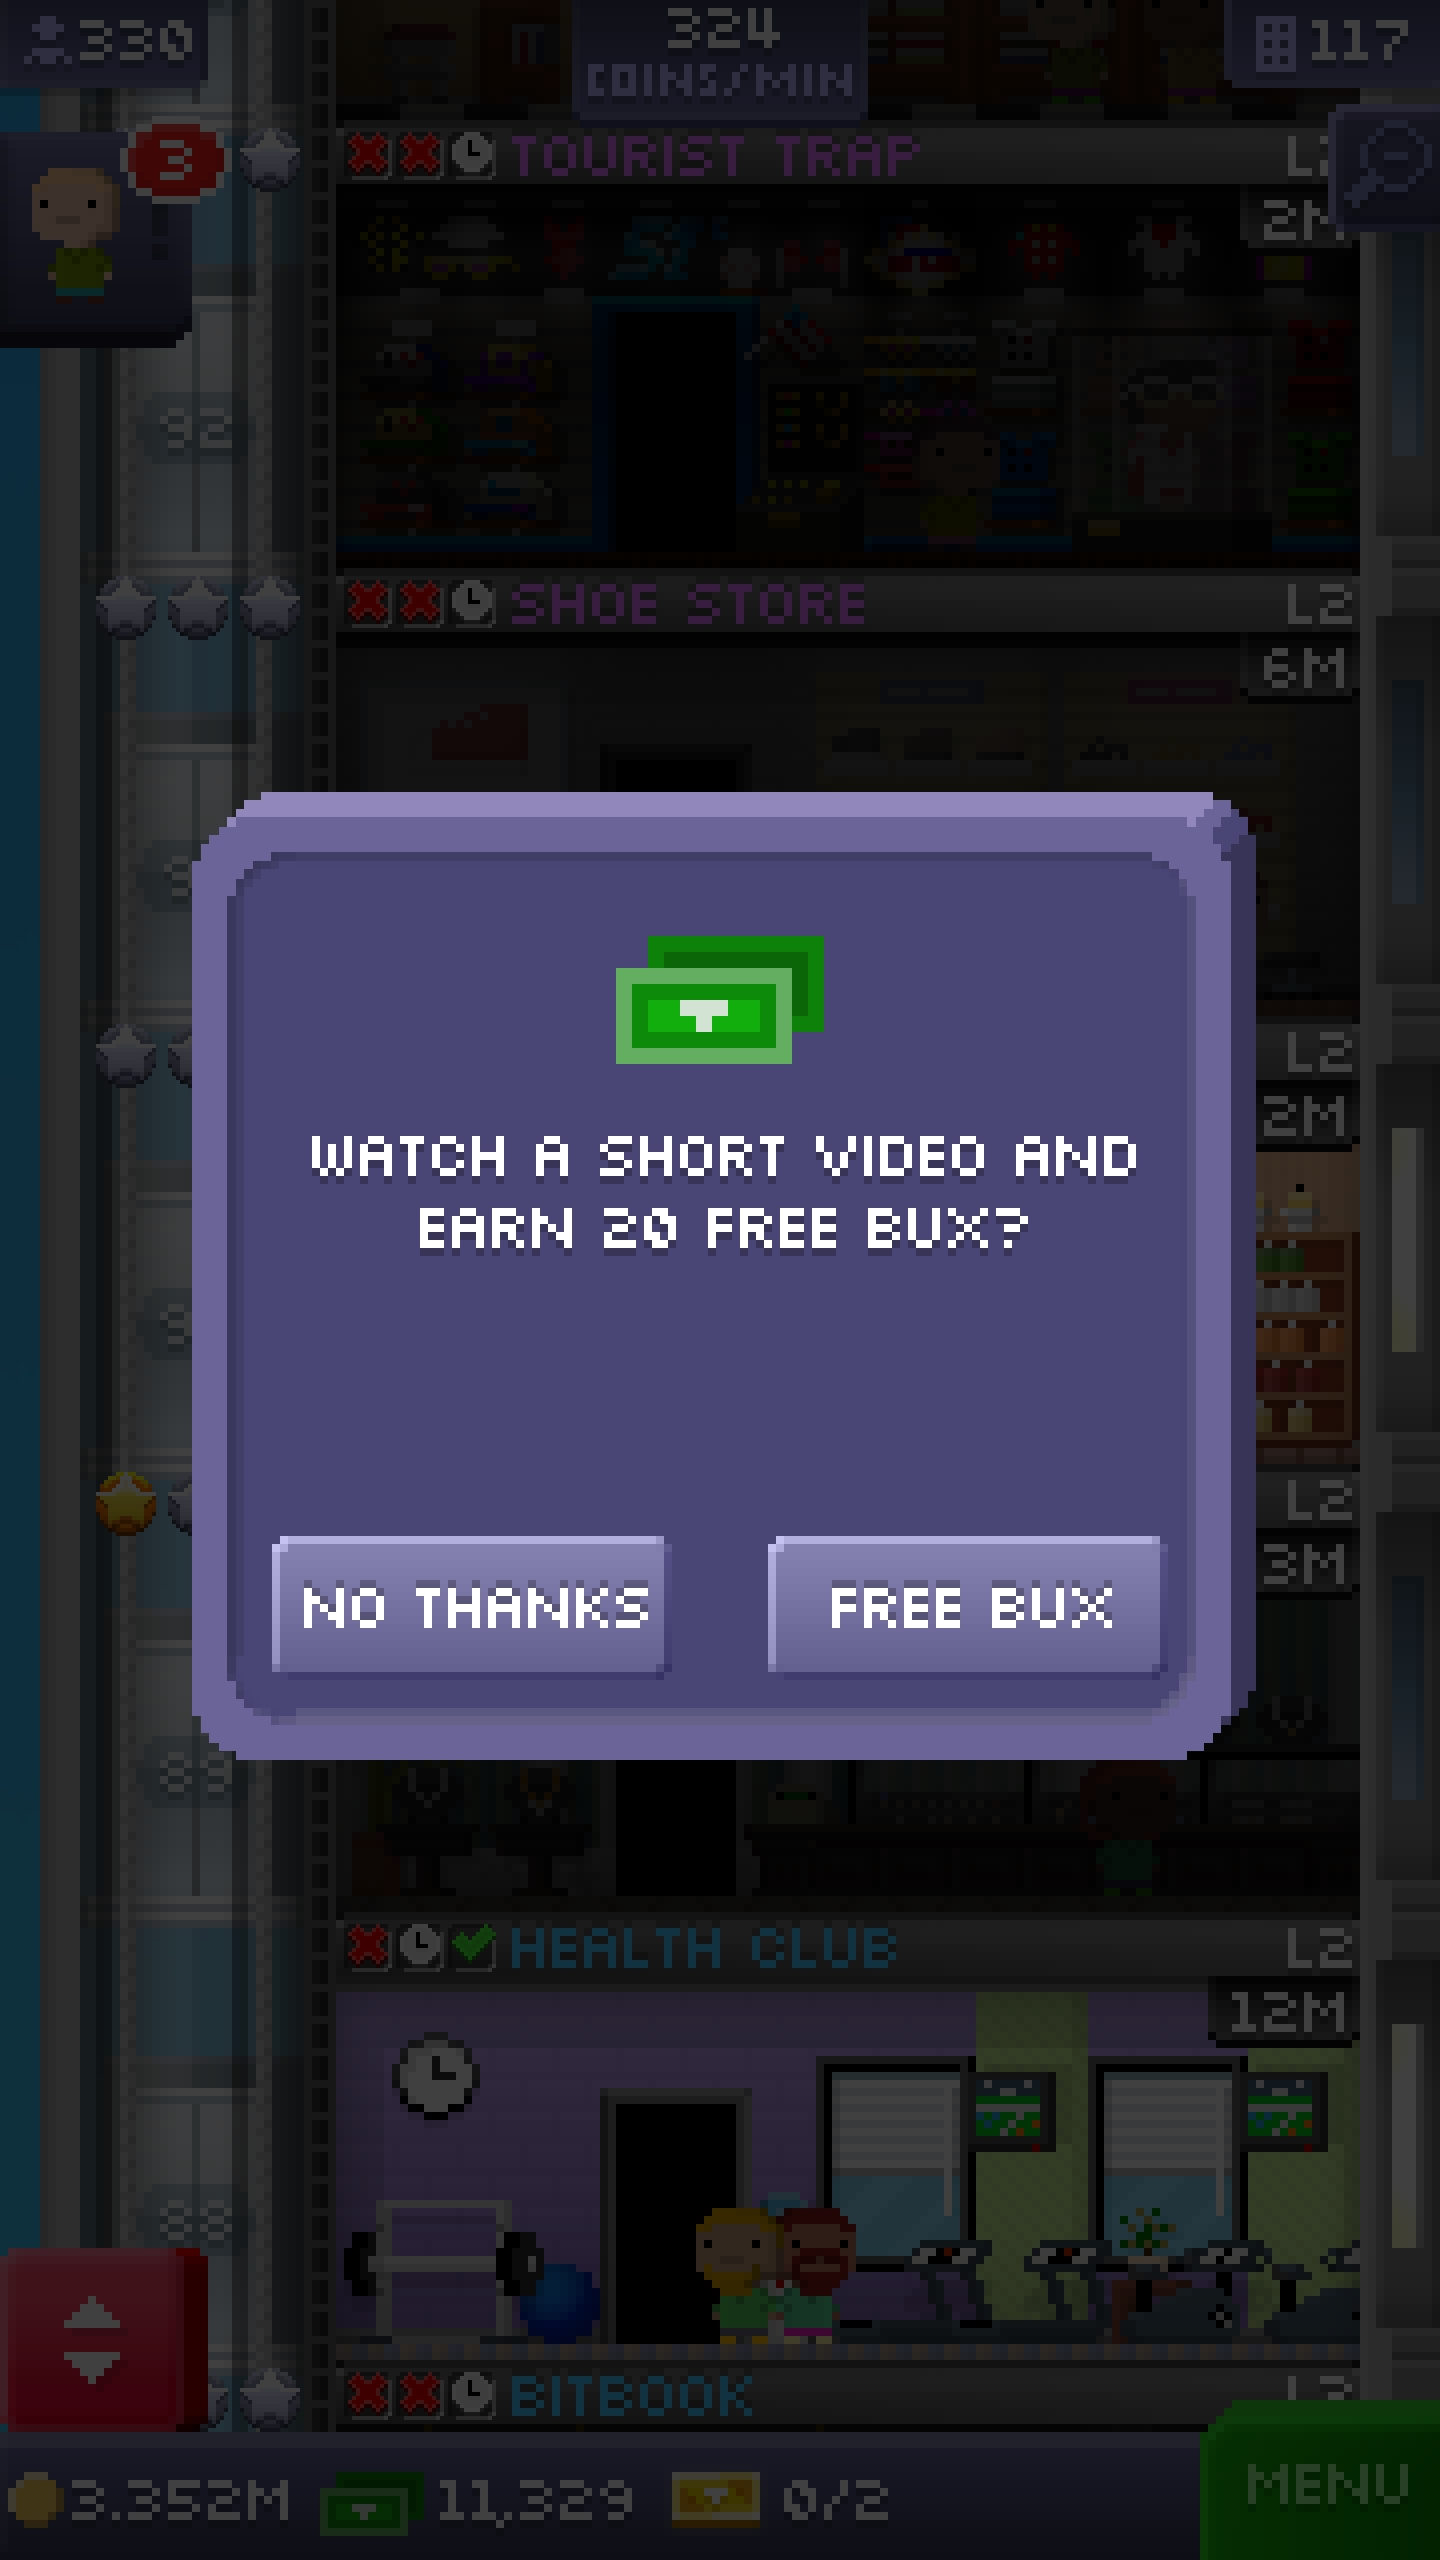 330
324
COINS/MIN
117
3
TOURIST TRAP
2M
92
SHOE STORE
L2
6M
L2
2M
WATCH A SHORT VIDEO AND
EARN 20 FREE BUX?
L2
3M
NO THANKS
FREE BUX
89
HEALTH CLUB
L2
12M
88
BITBOOK
3.352M
11,329
0/2
MENU